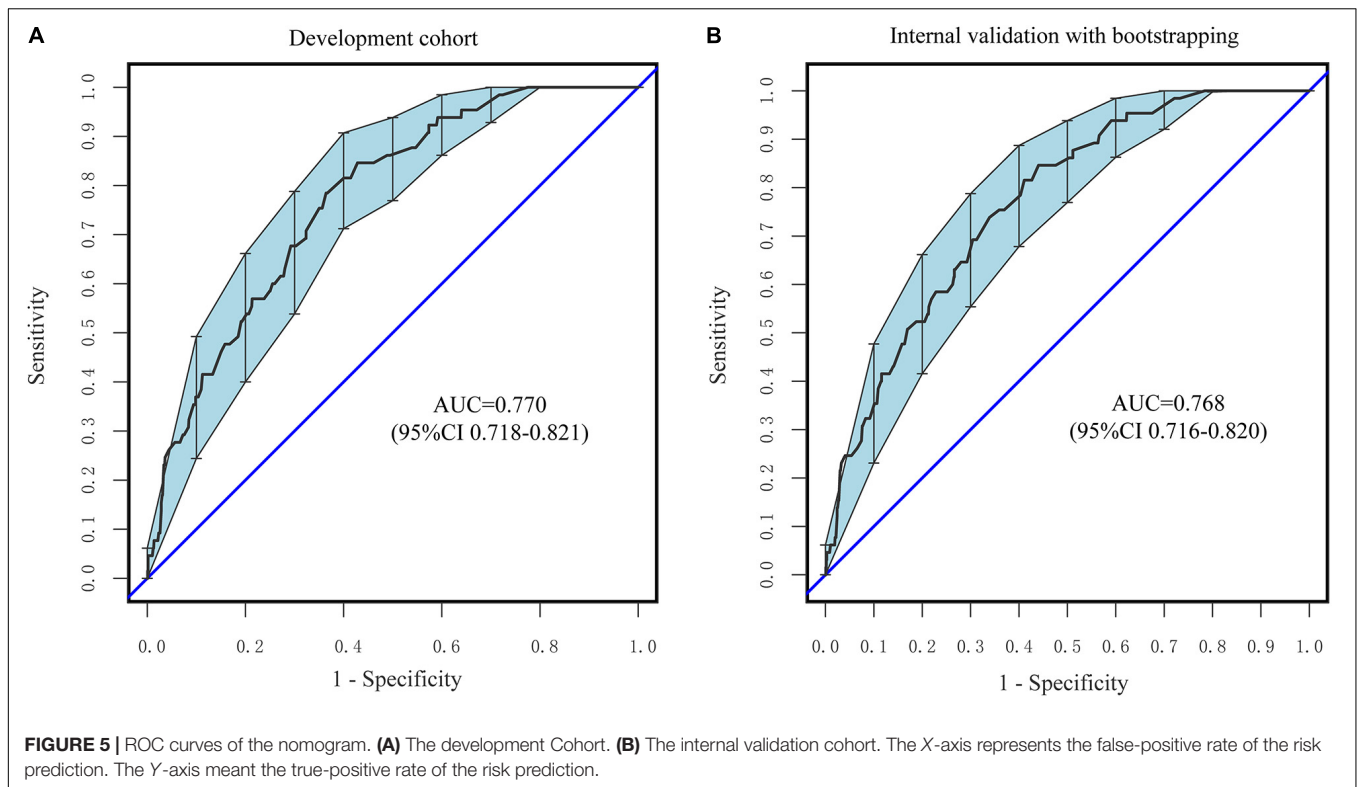 A
Development cohort
Sensitivity
1.0
0.9
0.8
0.7
0.6
0.5
0.4
0.3
0.2
0.1
0.0
AUC=0.770
(95%CI 0.718-0.821)
0.0 0.2 0.4 0.6 0.8 1.0
1 - Specificity
B
Internal validation with bootstrapping
Sensitivity
1.0
0.9
0.8
0.7
0.6
0.5
0.4
0.3
0.2
0.1
0.0
AUC=0.768
(95%CI 0.716-0.820)
0.0 0.1 0.2 0.3 0.4 0.5 0.6 0.7 0.8 0.9 1.0
1 - Specificity
FIGURE 5 | ROC curves of the nomogram. (A) The development Cohort. (B) The internal validation cohort. The X-axis represents the false-positive rate of the risk
prediction. The Y-axis meant the true-positive rate of the risk prediction.